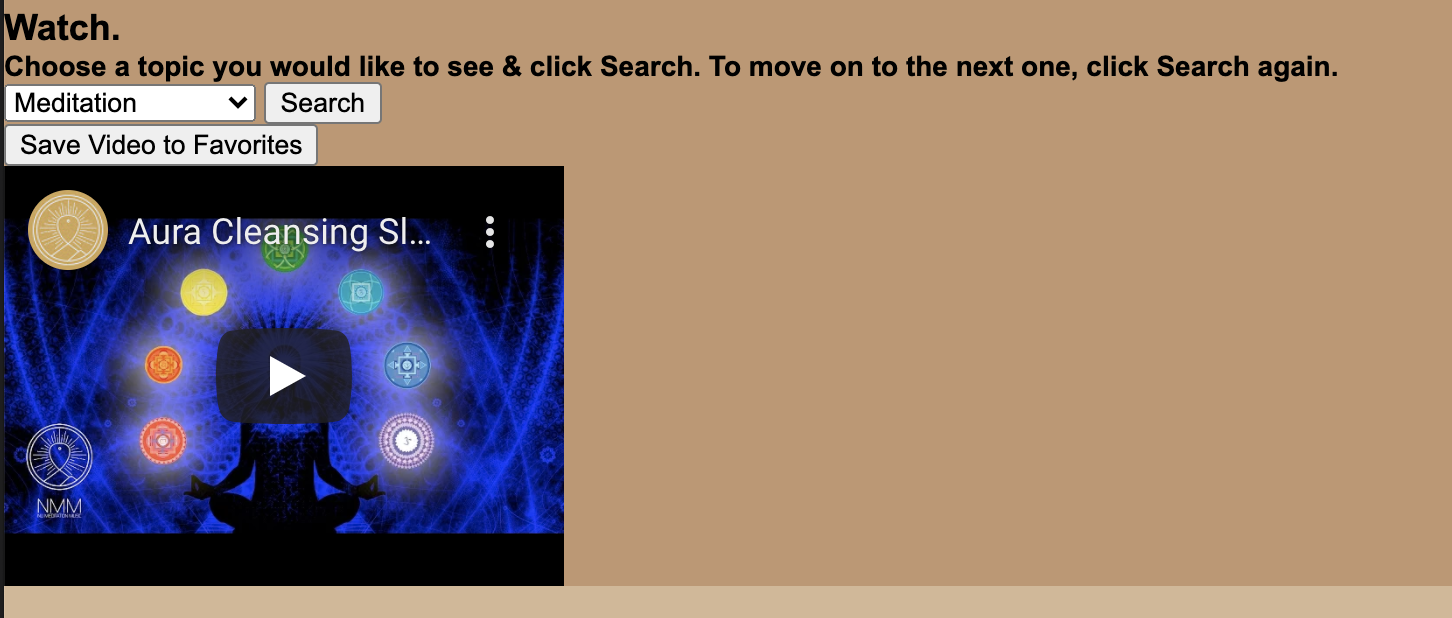 Watch.
Choose a topic you would like to see & click Search. To move on to the next one, click Search again.
Meditation Search
Save Video to Favorites
Aura Cleansing Sl...
NMM